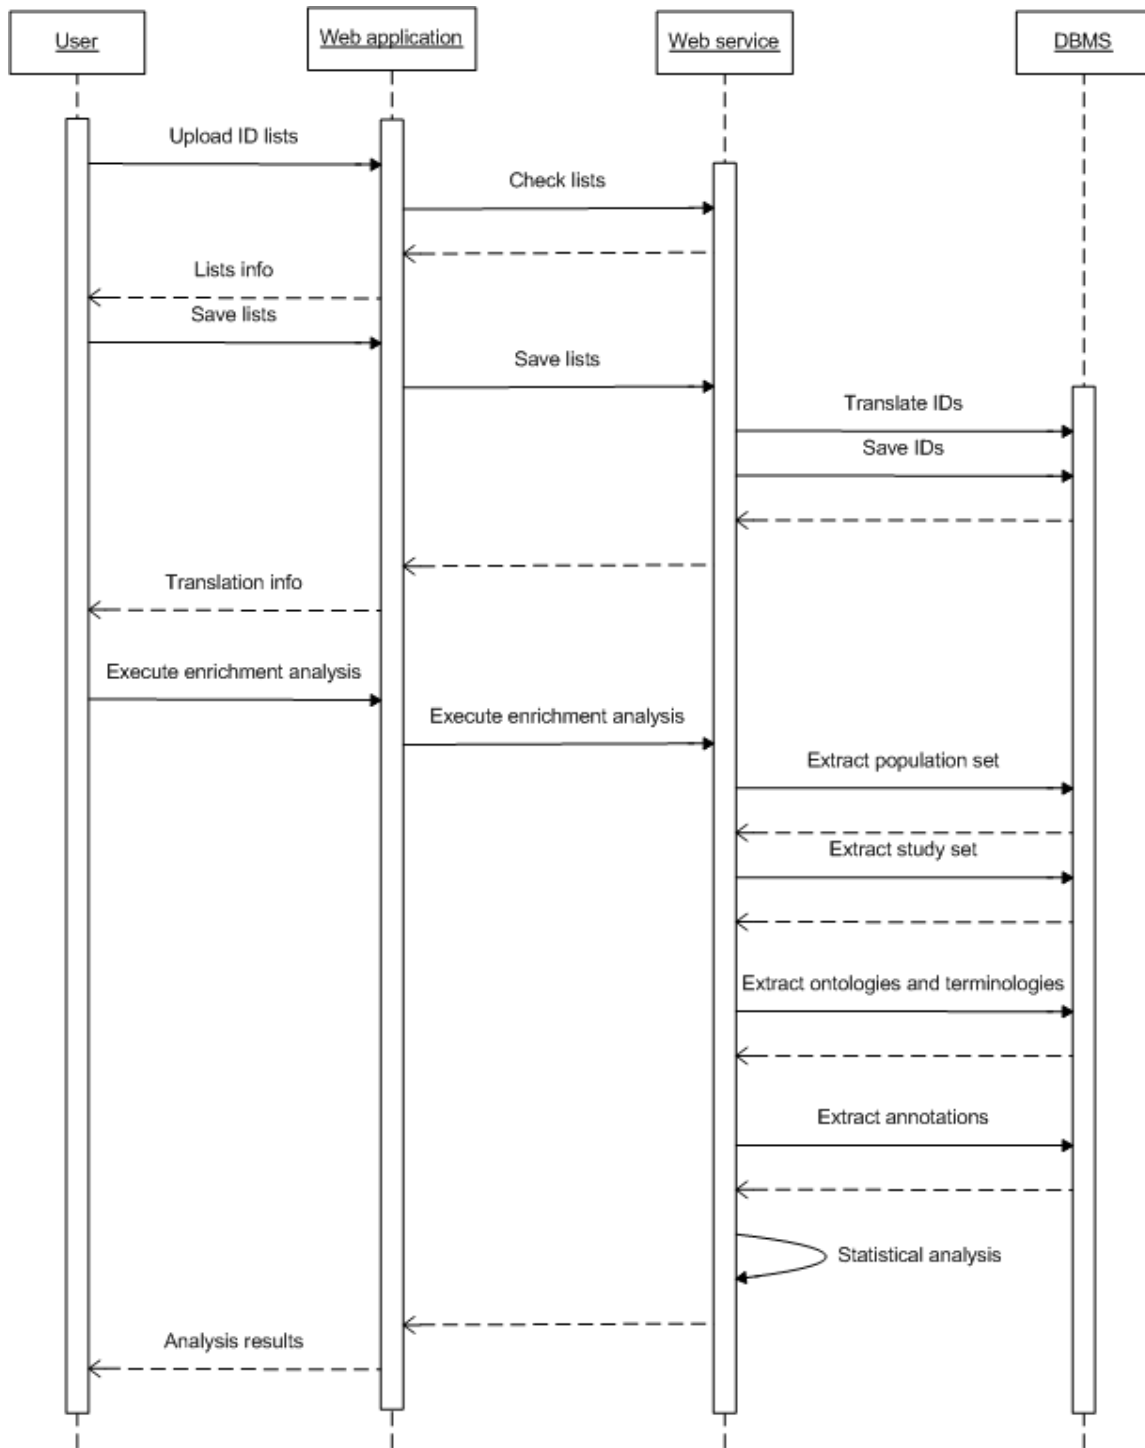 User
Web application
Web service
DBMS
Upload ID lists
Check lists
Lists info
Save lists
Save lists
Translate IDs
Save IDs
Translation info
Execute enrichment analysis
Execute enrichment analysis
Extract population set
Extract study set
Extract ontologies and terminologies
Extract annotations
Statistical analysis
Analysis results